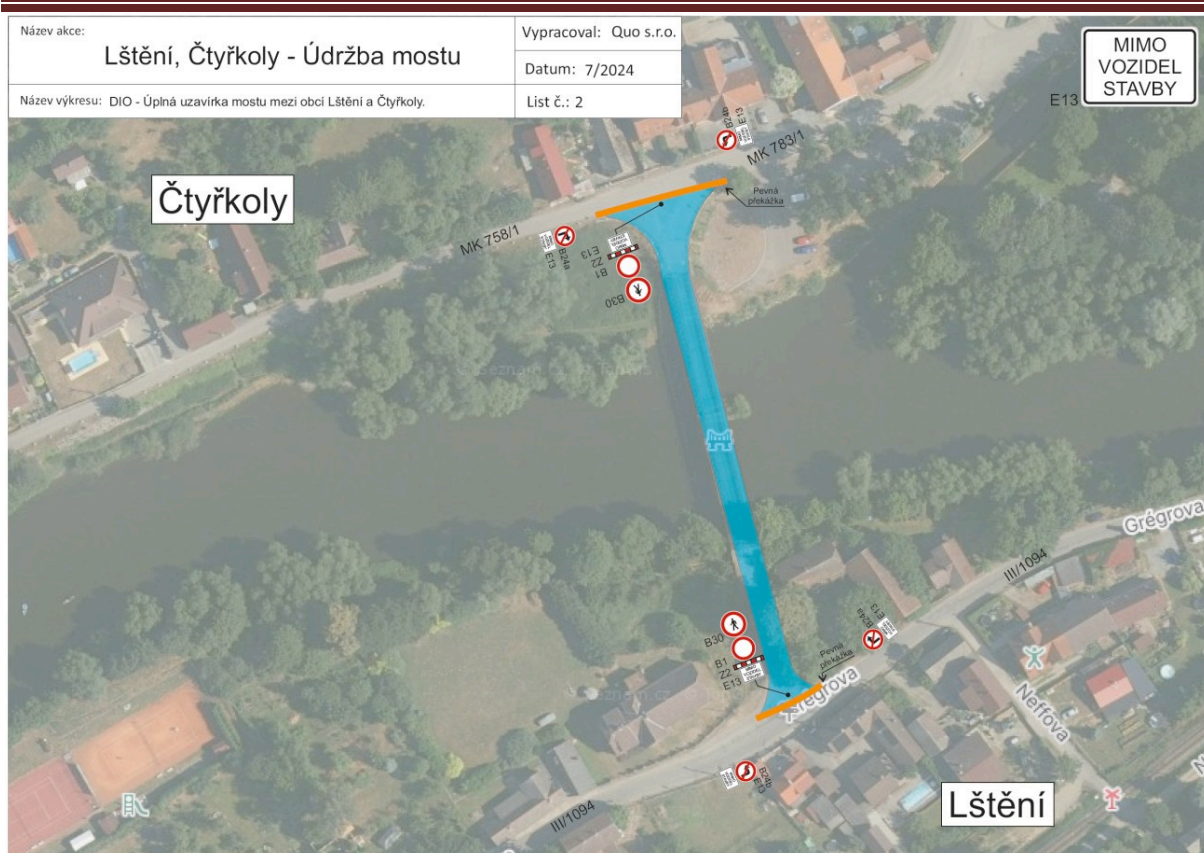 Název akce:
Lštění, Čtyřkoly - Údržba mostu
Vypracoval: Quo s.r.o.
Datum: 7/2024
Název výkresu: DIO - Úplná uzavírka mostu mezi obcí Lštění a Čtyřkoly.
List č.: 2
MIMO
VOZIDEL
STAVBY
E13
B24b
E13
MK 783/1
Čtyřkoly
Pevná
překážka
MK 758/1
B24a
E13
E13
Z2
B1
B30
Grégrova
III/1094
B30
B1
Z2
E13
B24a
E13
Pevná
překážka
Grégrova
Neffova
B24b
E13
III/1094
Lštění